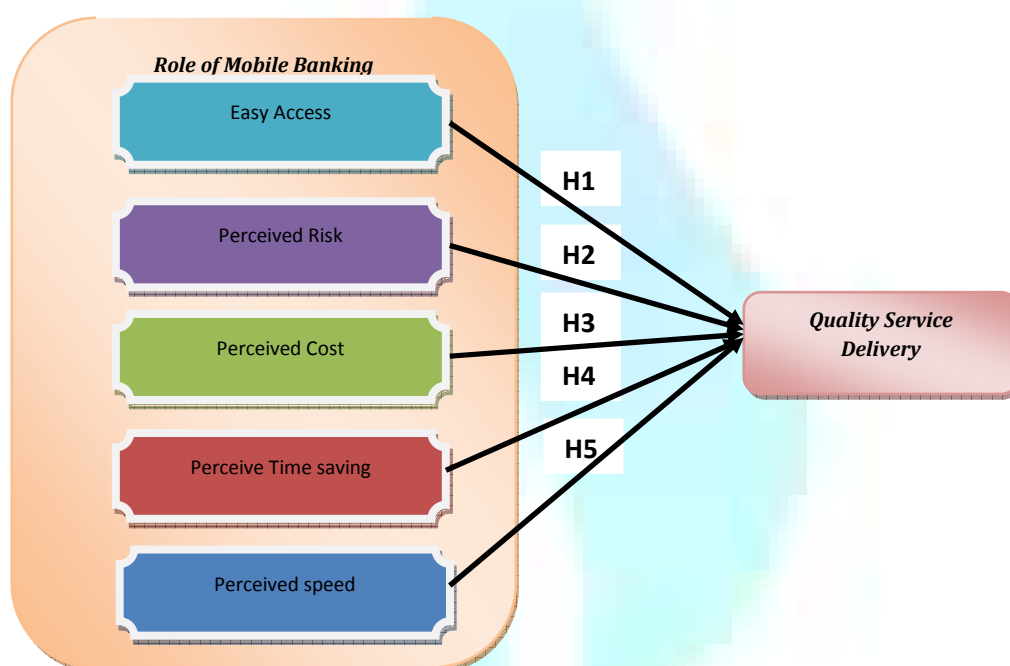 Role of Mobile Banking
Easy Access
H1
Perceived Risk
H2
H3
Quality Service
Delivery
Perceived Cost
H4
Perceive Time saving
H5
Perceived speed